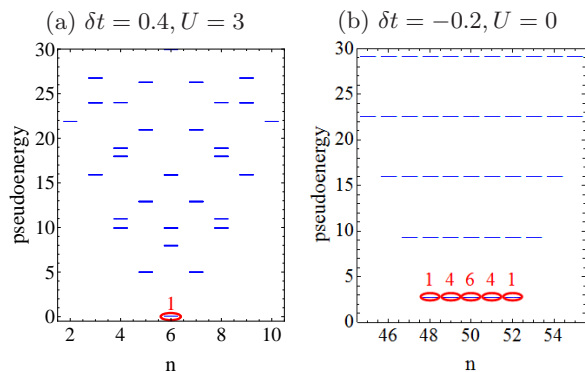 (a) δt = 0.4, U = 3
30
25
20
15
10
5
0
pseudoenergy
1
2 4 6 8 10
n
(b) δt = −0.2, U = 0
30
25
20
15
10
5
0
pseudoenergy
1 4 6 4 1
46 48 50 52 54
n